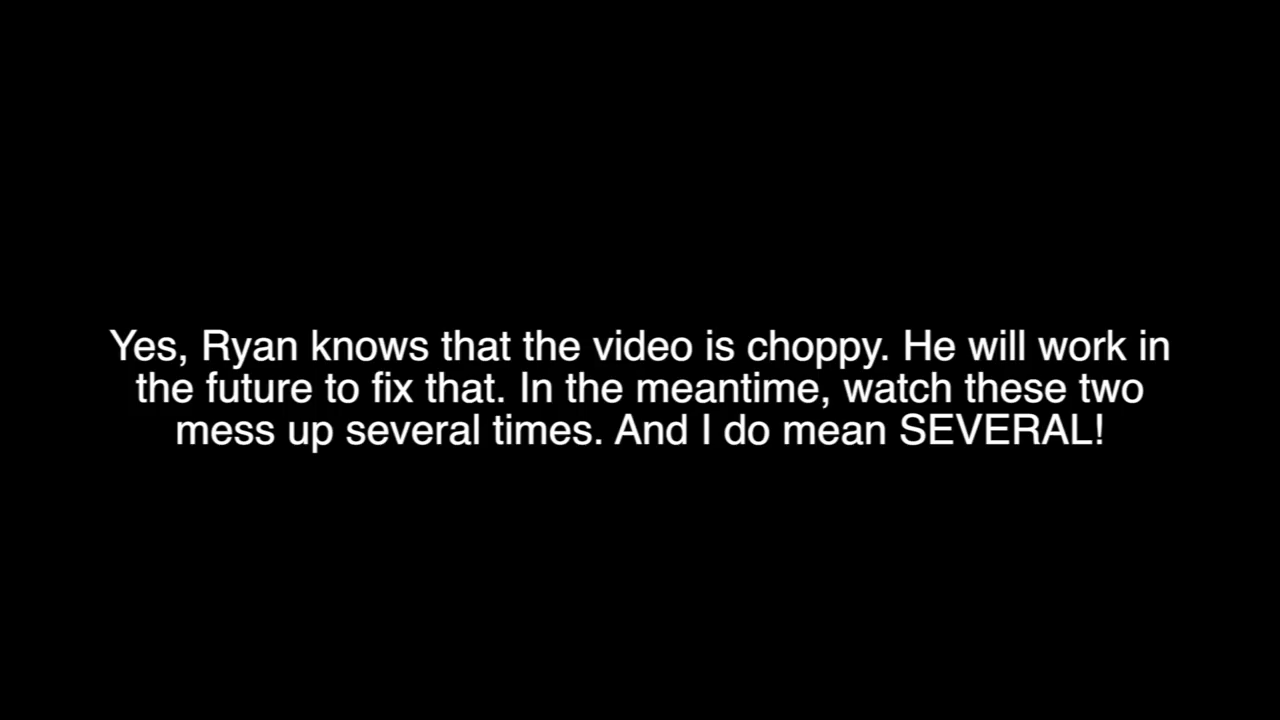 Yes, Ryan knows that the video is choppy. He will work in
the future to fix that. In the meantime, watch these two
mess up several times. And I do mean SEVERAL!